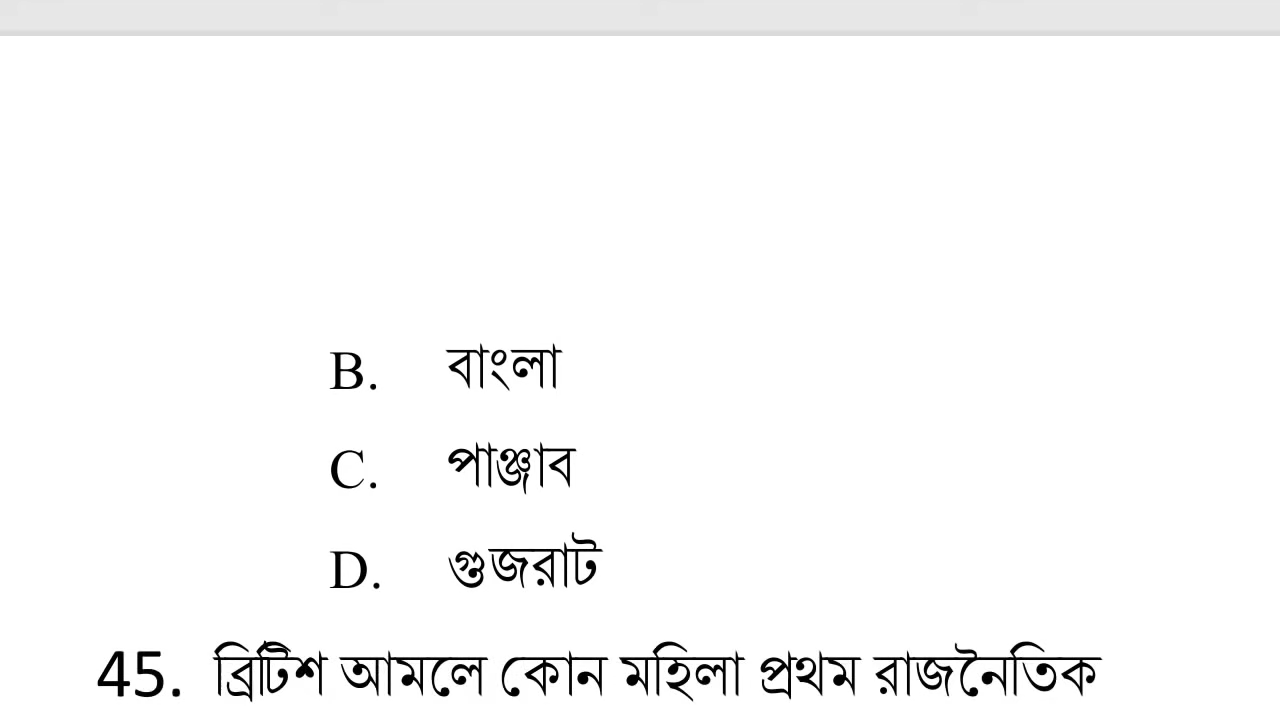 B. বাংলা
C. পাঞ্জাব
D. গুজরাট
45. ব্রিটিশ আমলে কোন মহিলা প্রথম রাজনৈতিক